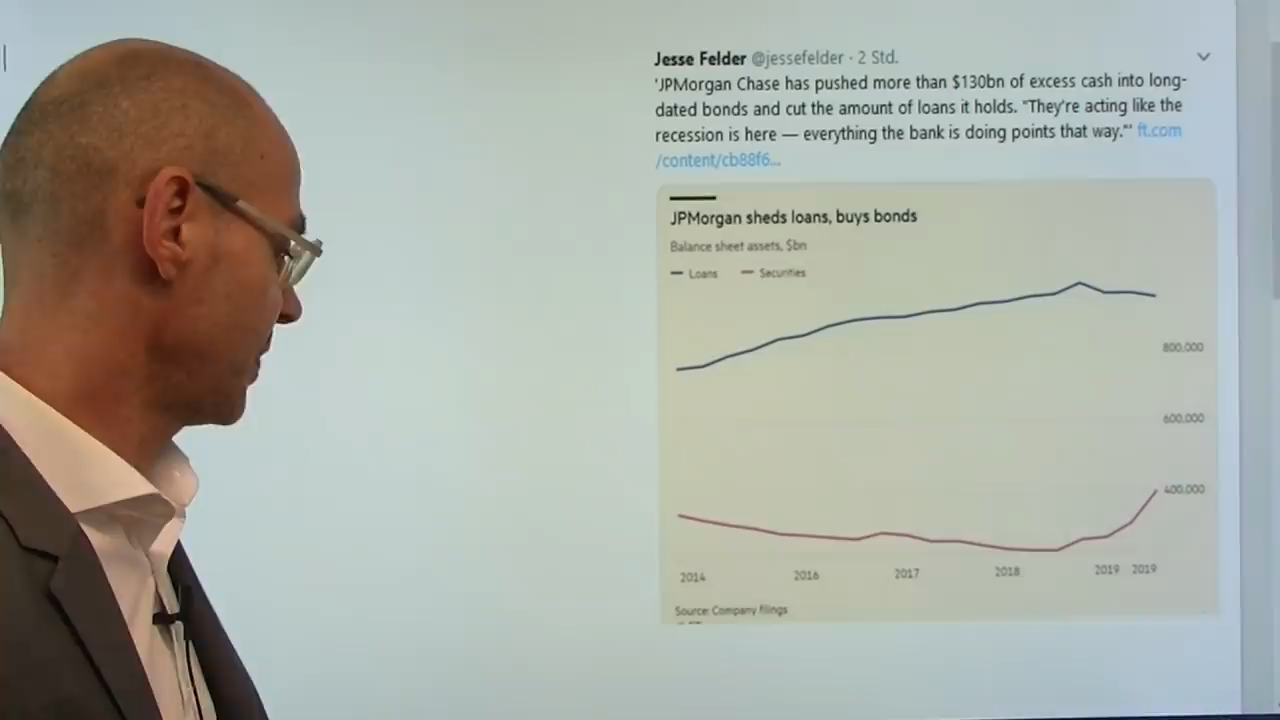 Jesse Felder @jessefelder · 2 Std.
'JPMorgan Chase has pushed more than $130bn of excess cash into long-
dated bonds and cut the amount of loans it holds. "They're acting like the
recession is here — everything the bank is doing points that way."' ft.com
/content/cb88f6...
JPMorgan sheds loans, buys bonds
Balance sheet assets, $bn
Loans Securities
800,000
600,000
400,000
2014 2016 2017 2018 2019 2019
Source: Company filings